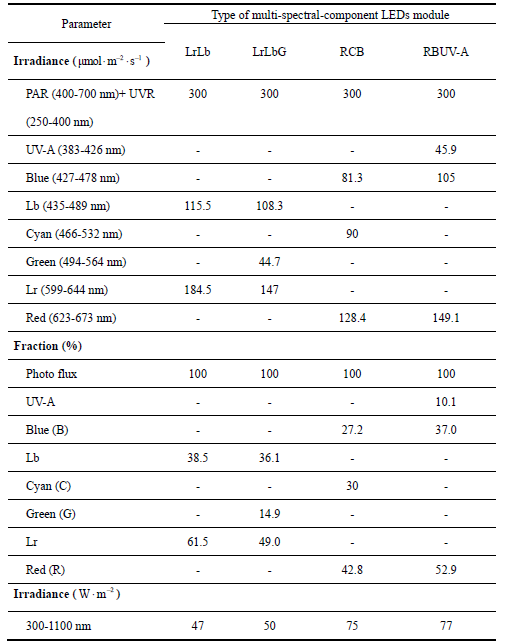 Parameter Type of multi-spectral-component LEDs module
Irradiance (μmol·m⁻²·s⁻¹) LrLb LrLbG RCB RBUV-A
PAR (400-700 nm)+ UVR (250-400 nm) 300 300 300 300
UV-A (383-426 nm) - - - 45.9
Blue (427-478 nm) - - 81.3 105
Lb (435-489 nm) 115.5 108.3 - -
Cyan (466-532 nm) - - 90 -
Green (494-564 nm) - 44.7 - -
Lr (599-644 nm) 184.5 147 - -
Red (623-673 nm) - - 128.4 149.1
Fraction (%)
Photo flux 100 100 100 100
UV-A - - - 10.1
Blue (B) - - 27.2 37.0
Lb 38.5 36.1 - -
Cyan (C) - - 30 -
Green (G) - 14.9 - -
Lr 61.5 49.0 - -
Red (R) - - 42.8 52.9
Irradiance (W·m⁻²)
300-1100 nm 47 50 75 77